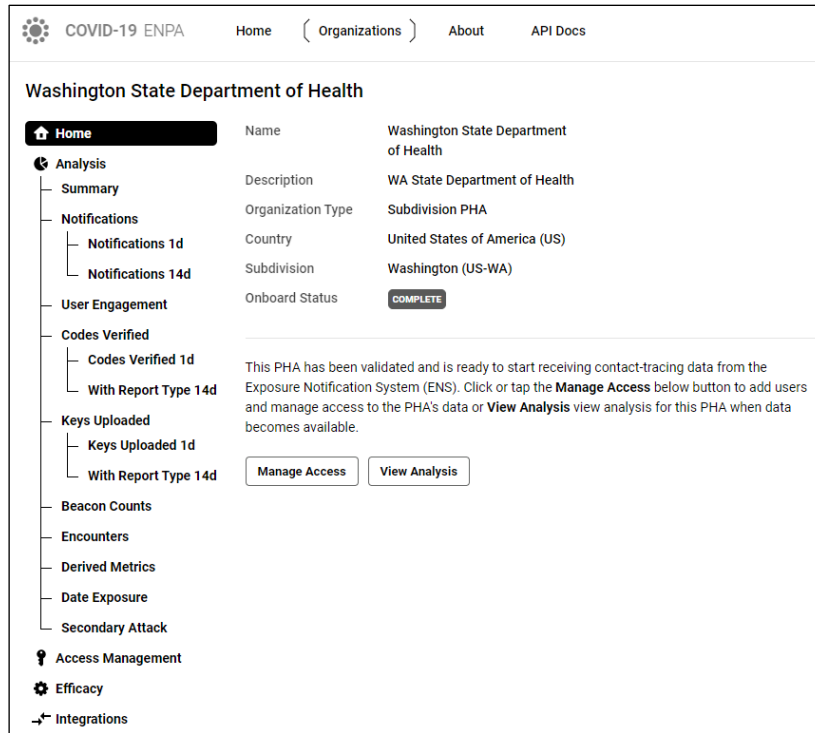 COVID-19 ENPA
Home
Organizations
About
API Docs
Washington State Department of Health
Home
Analysis
Summary
Notifications
Notifications 1d
Notifications 14d
User Engagement
Codes Verified
Codes Verified 1d
With Report Type 14d
Keys Uploaded
Keys Uploaded 1d
With Report Type 14d
Beacon Counts
Encounters
Derived Metrics
Date Exposure
Secondary Attack
Access Management
Efficacy
Integrations
Name Washington State Department
of Health
Description WA State Department of Health
Organization Type Subdivision PHA
Country United States of America (US)
Subdivision Washington (US-WA)
Onboard Status COMPLETE
This PHA has been validated and is ready to start receiving contact-tracing data from the
Exposure Notification System (ENS). Click or tap the Manage Access below button to add users
and manage access to the PHA's data or View Analysis view analysis for this PHA when data
becomes available.
Manage Access
View Analysis